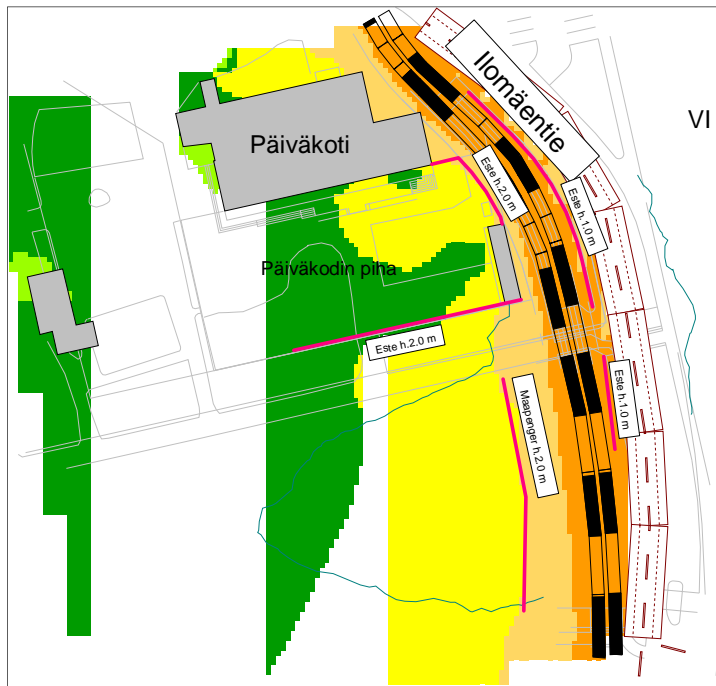 Ilomäentie
VI
Päiväkoti
Este h.2.0 m
Este h.1.0 m
Päiväkodin piha
Este h.2.0 m
Maapenger h.2.0 m
Este h.1.0 m